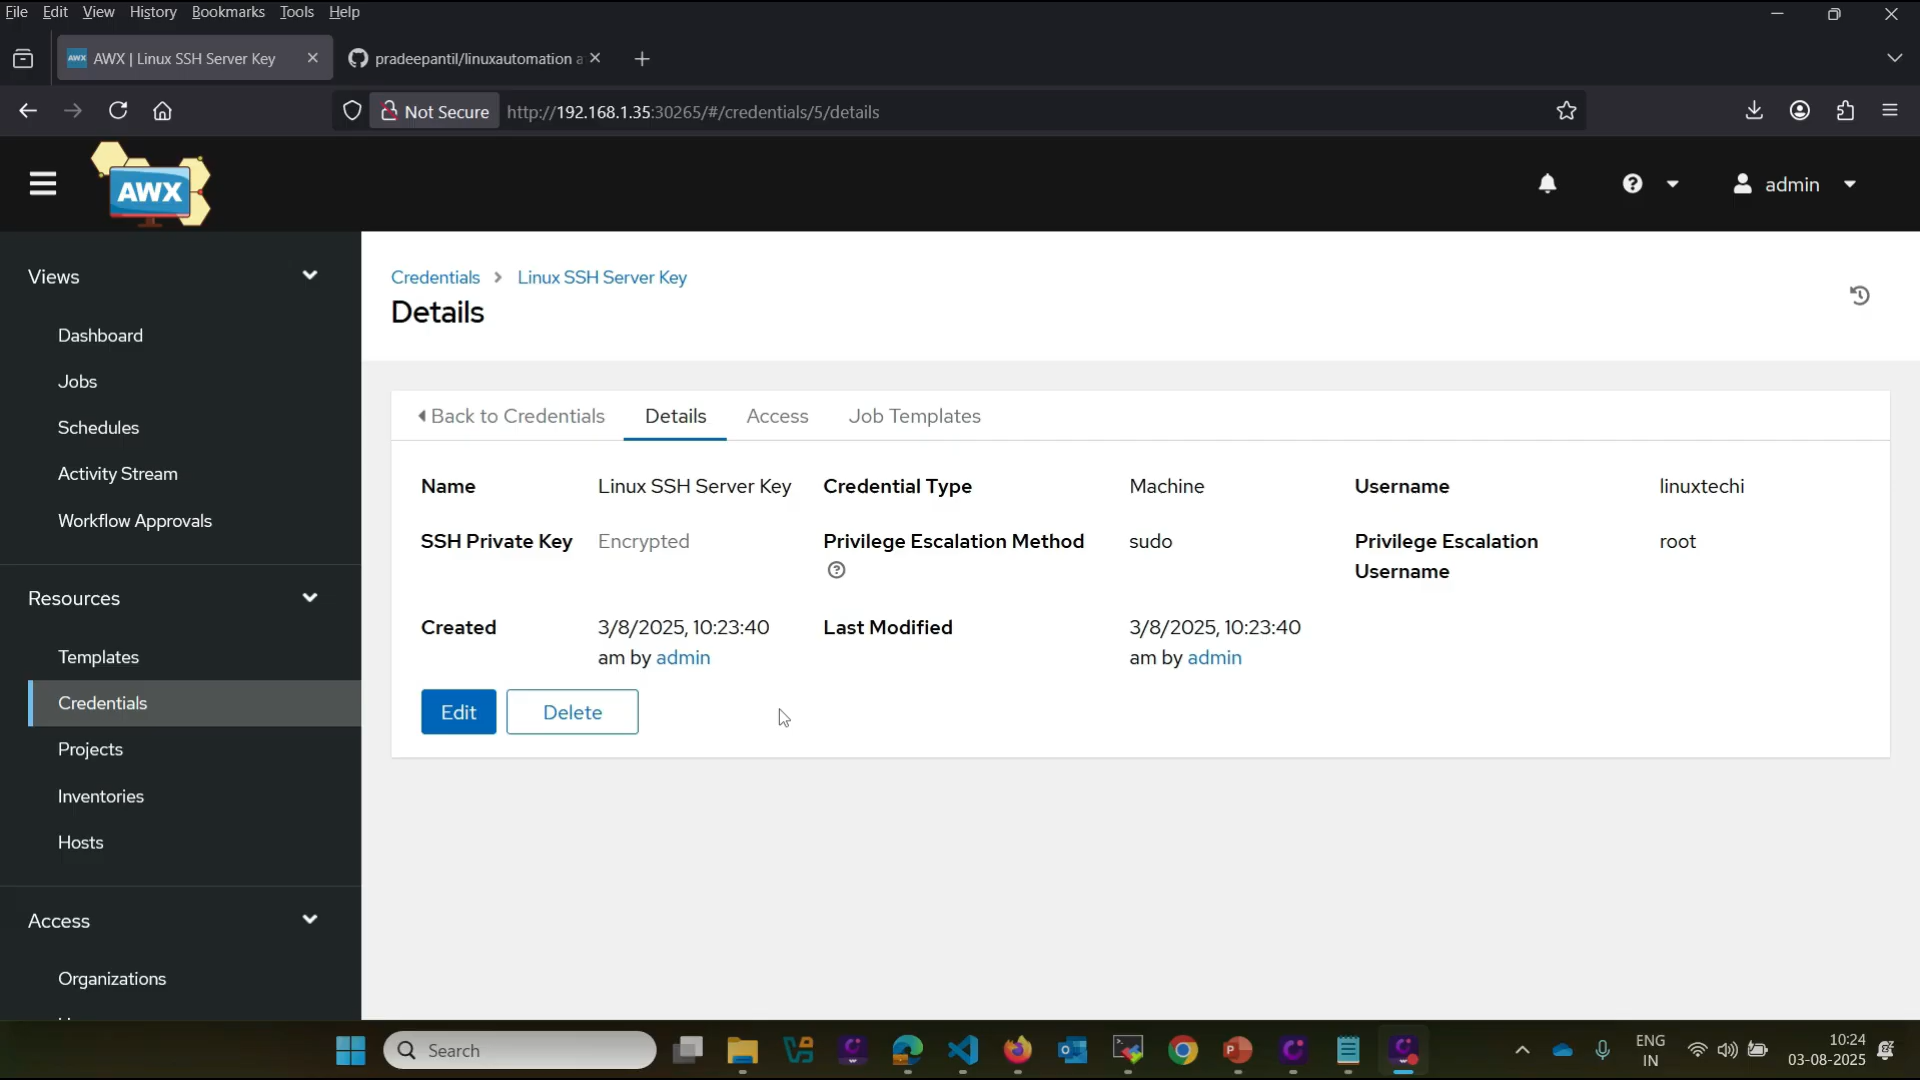 File Edit View History Bookmarks Tools Help
AWX | Linux SSH Server Key
pradeepantil/linuxautomation a
Not Secure http://192.168.1.35:30265/#/credentials/5/details
AWX
admin
Views
Dashboard
Jobs
Schedules
Activity Stream
Workflow Approvals
Resources
Templates
Credentials
Projects
Inventories
Hosts
Access
Organizations
Credentials Linux SSH Server Key
Details
Back to Credentials Details Access Job Templates
Name Linux SSH Server Key Credential Type Machine Username linuxtechi
SSH Private Key Encrypted Privilege Escalation Method sudo Privilege Escalation root
Username
Created 3/8/2025, 10:23:40 Last Modified 3/8/2025, 10:23:40
am by admin am by admin
Edit Delete
Search
ENG
IN
10:24
03-08-2025